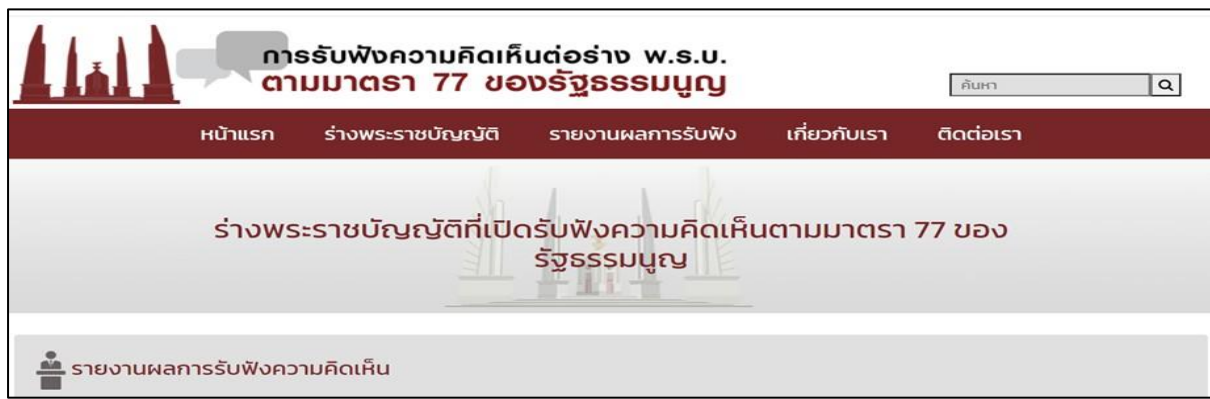 การรับฟังความคิดเห็นต่อร่าง พ.ร.บ.
ตามมาตรา 77 ของรัฐธรรมนูญ
ค้นหา
หน้าแรก ร่างพระราชบัญญัติ รายงานผลการรับฟัง เกี่ยวกับเรา ติดต่อเรา
ร่างพระราชบัญญัติที่เปิดรับฟังความคิดเห็นตามมาตรา 77 ของ
รัฐธรรมนูญ
รายงานผลการรับฟังความคิดเห็น